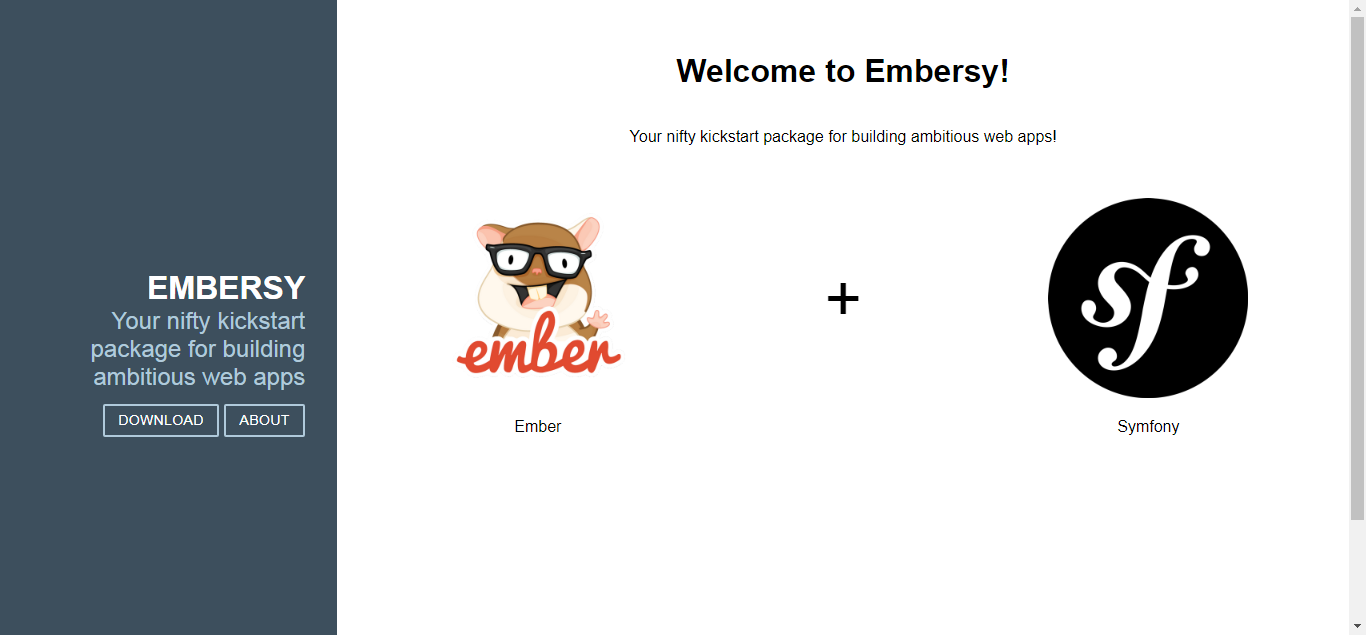 EMBERSY
Your nifty kickstart
package for building
ambitious web apps
DOWNLOAD ABOUT
Welcome to Embersy!
Your nifty kickstart package for building ambitious web apps!
ember
+
sf
Ember
Symfony